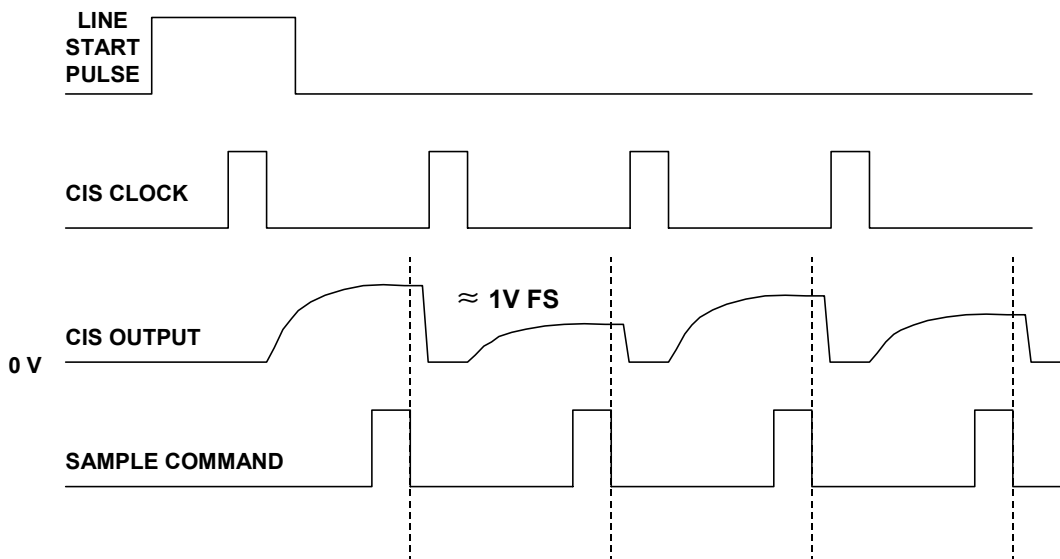 LINE
START
PULSE
CIS CLOCK
≈ 1V FS
CIS OUTPUT
0 V
SAMPLE COMMAND